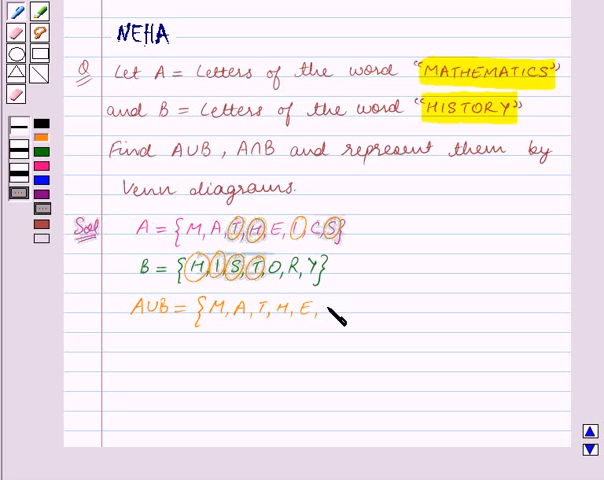 NEHA
Q Let A = Letters of the word "MATHEMATICS"
and B = Letters of the word "HISTORY"
Find A∪B, A∩B and represent them by
Venn diagrams.
Sol A = {M, A, T, H, E, I, C, S}
B = {H, I, S, T, O, R, Y}
A∪B = {M, A, T, H, E,